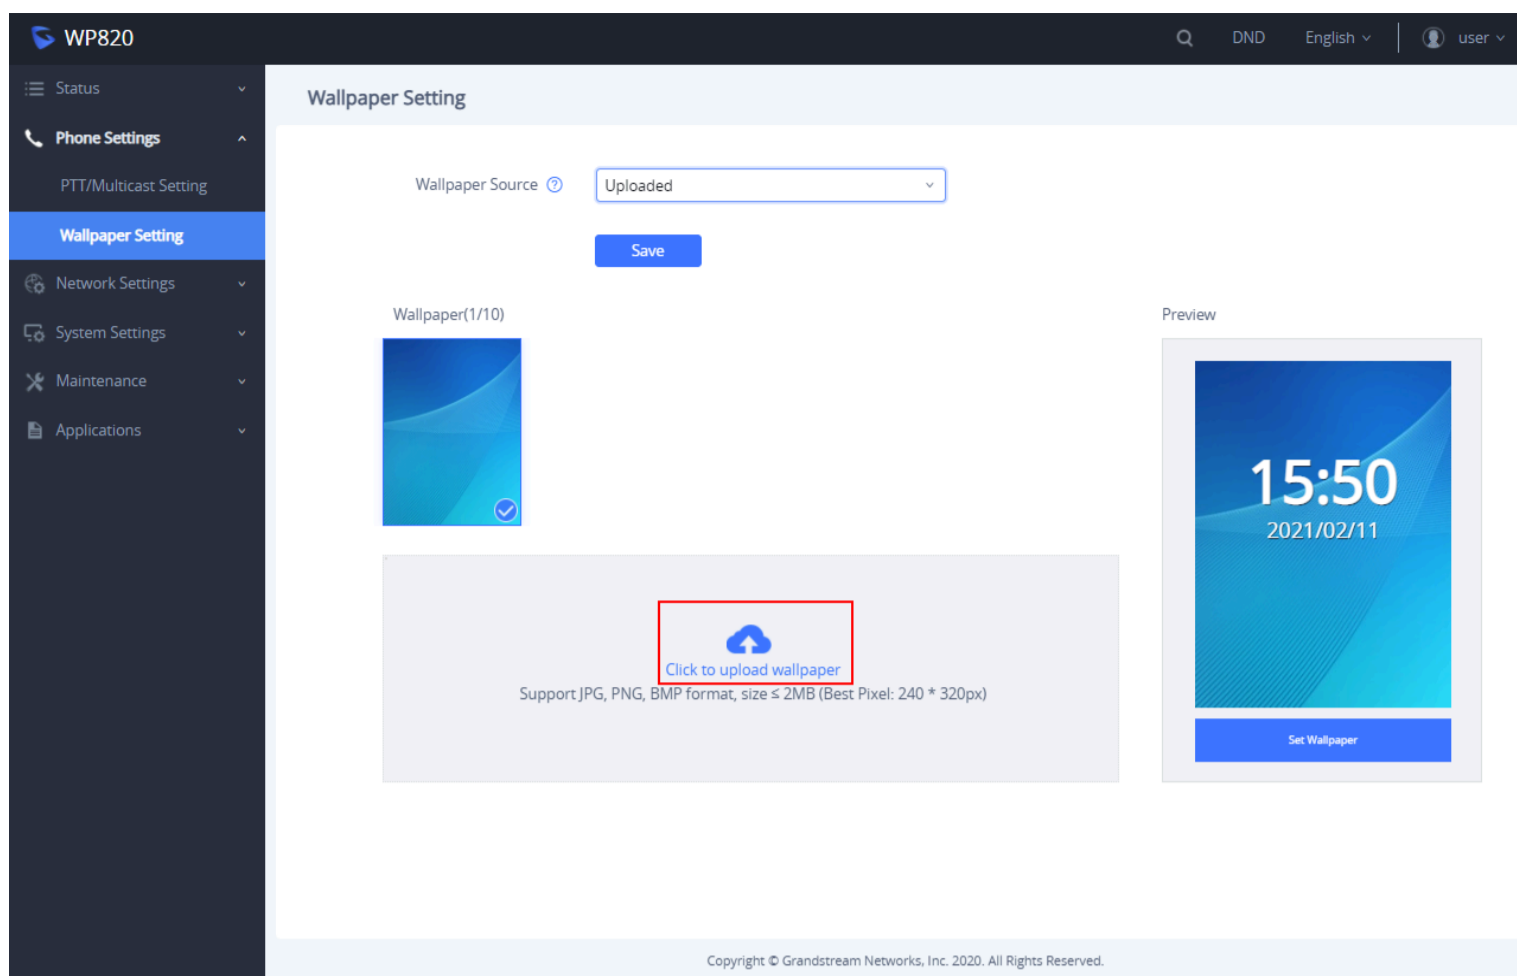 WP820
DND
English
user
Status
Phone Settings
PTT/Multicast Setting
Wallpaper Setting
Network Settings
System Settings
Maintenance
Applications
Wallpaper Setting
Wallpaper Source ?
Uploaded
Save
Wallpaper(1/10)
Click to upload wallpaper
Support JPG, PNG, BMP format, size ≤ 2MB (Best Pixel: 240 * 320px)
Preview
15:50
2021/02/11
Set Wallpaper
Copyright © Grandstream Networks, Inc. 2020. All Rights Reserved.